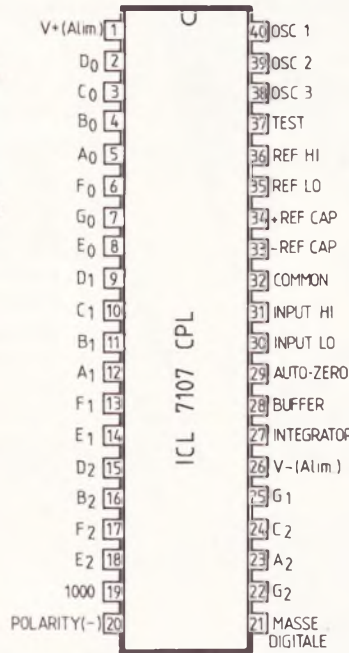 V+(Alim.) 1
D0 2
C0 3
B0 4
A0 5
F0 6
G0 7
E0 8
D1 9
C1 10
B1 11
A1 12
F1 13
E1 14
D2 15
B2 16
F2 17
E2 18
1000 19
POLARITY(-) 20
ICL 7107 CPL
40 OSC 1
39 OSC 2
38 OSC 3
37 TEST
36 REF HI
35 REF LO
34 +REF CAP
33 -REF CAP
32 COMMON
31 INPUT HI
30 INPUT LO
29 AUTO-ZERO
28 BUFFER
27 INTEGRATOR
26 V-(Alim.)
25 G1
24 C2
23 A2
22 G2
21 MASSE
DIGITALE